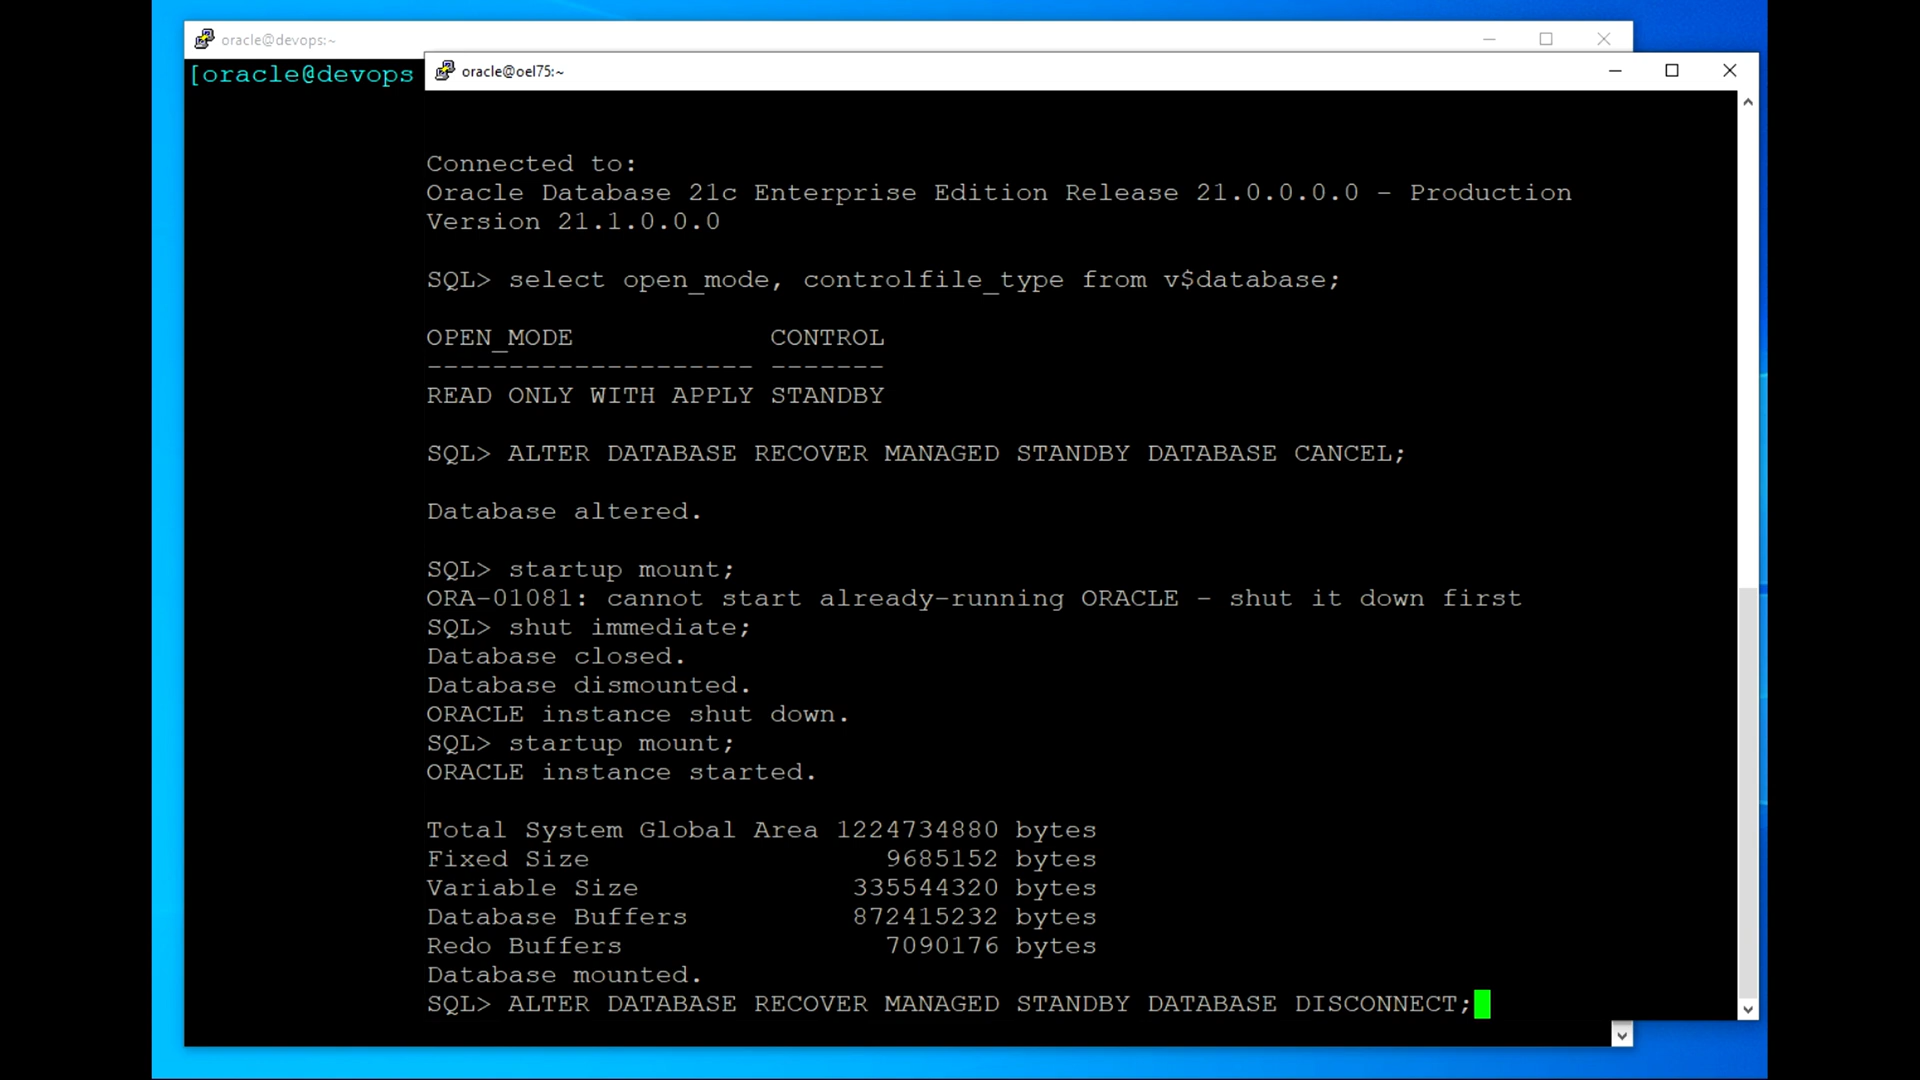 oracle@devops:~
[oracle@devops
oracle@oel75:~
Connected to:
Oracle Database 21c Enterprise Edition Release 21.0.0.0.0 - Production
Version 21.1.0.0.0
SQL> select open_mode, controlfile_type from v$database;
OPEN_MODE            CONTROL
-------------------- -------
READ ONLY WITH APPLY STANDBY
SQL> ALTER DATABASE RECOVER MANAGED STANDBY DATABASE CANCEL;
Database altered.
SQL> startup mount;
ORA-01081: cannot start already-running ORACLE - shut it down first
SQL> shut immediate;
Database closed.
Database dismounted.
ORACLE instance shut down.
SQL> startup mount;
ORACLE instance started.
Total System Global Area 1224734880 bytes
Fixed Size                  9685152 bytes
Variable Size             335544320 bytes
Database Buffers          872415232 bytes
Redo Buffers                7090176 bytes
Database mounted.
SQL> ALTER DATABASE RECOVER MANAGED STANDBY DATABASE DISCONNECT;